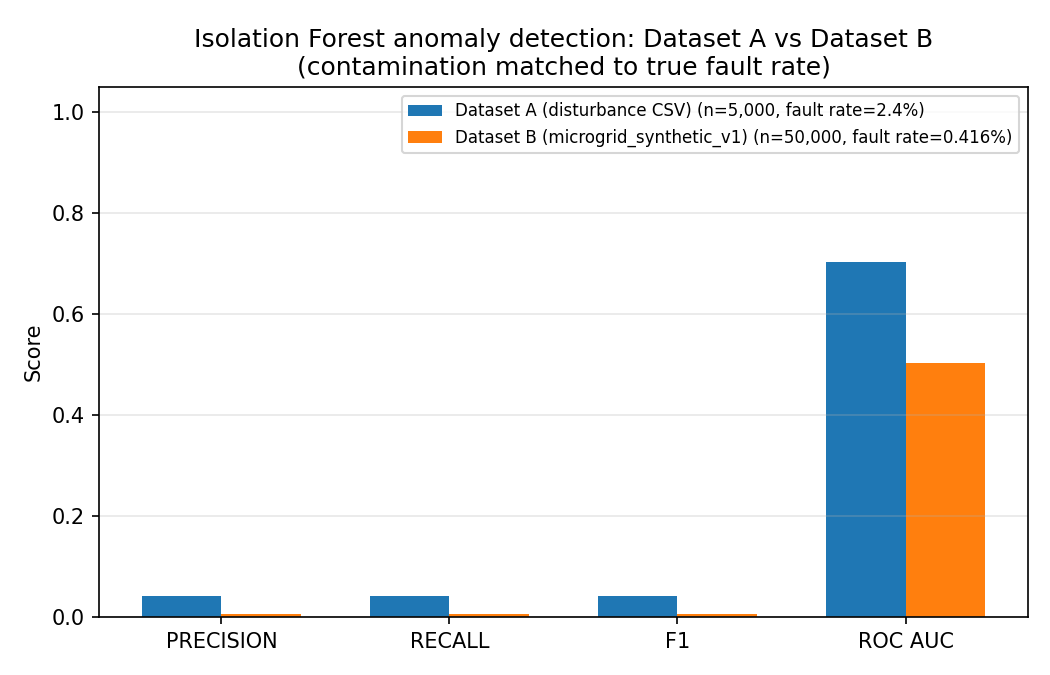 Isolation Forest anomaly detection: Dataset A vs Dataset B
(contamination matched to true fault rate)
Dataset A (disturbance CSV) (n=5,000, fault rate=2.4%)
Dataset B (microgrid_synthetic_v1) (n=50,000, fault rate=0.416%)
Score
1.0
0.8
0.6
0.4
0.2
0.0
PRECISION
RECALL
F1
ROC AUC